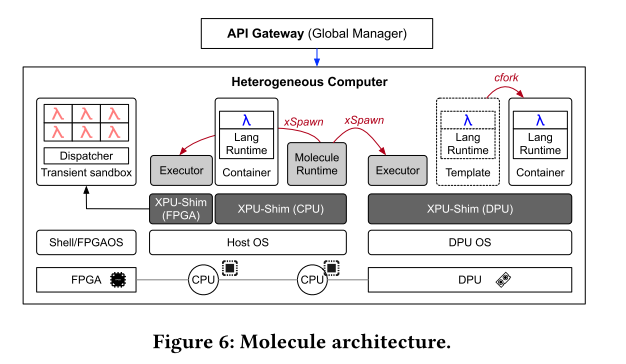 API Gateway (Global Manager)
Heterogeneous Computer
cfork
xSpawn
xSpawn
λ λ λ
λ λ λ
Dispatcher
Transient sandbox
Executor
λ
Lang
Runtime
Container
Molecule
Runtime
Executor
λ
Lang
Runtime
Template
λ
Lang
Runtime
Container
XPU-Shim
(FPGA)
XPU-Shim (CPU)
XPU-Shim (DPU)
Shell/FPGAOS
Host OS
DPU OS
FPGA
CPU
CPU
DPU
Figure 6: Molecule architecture.